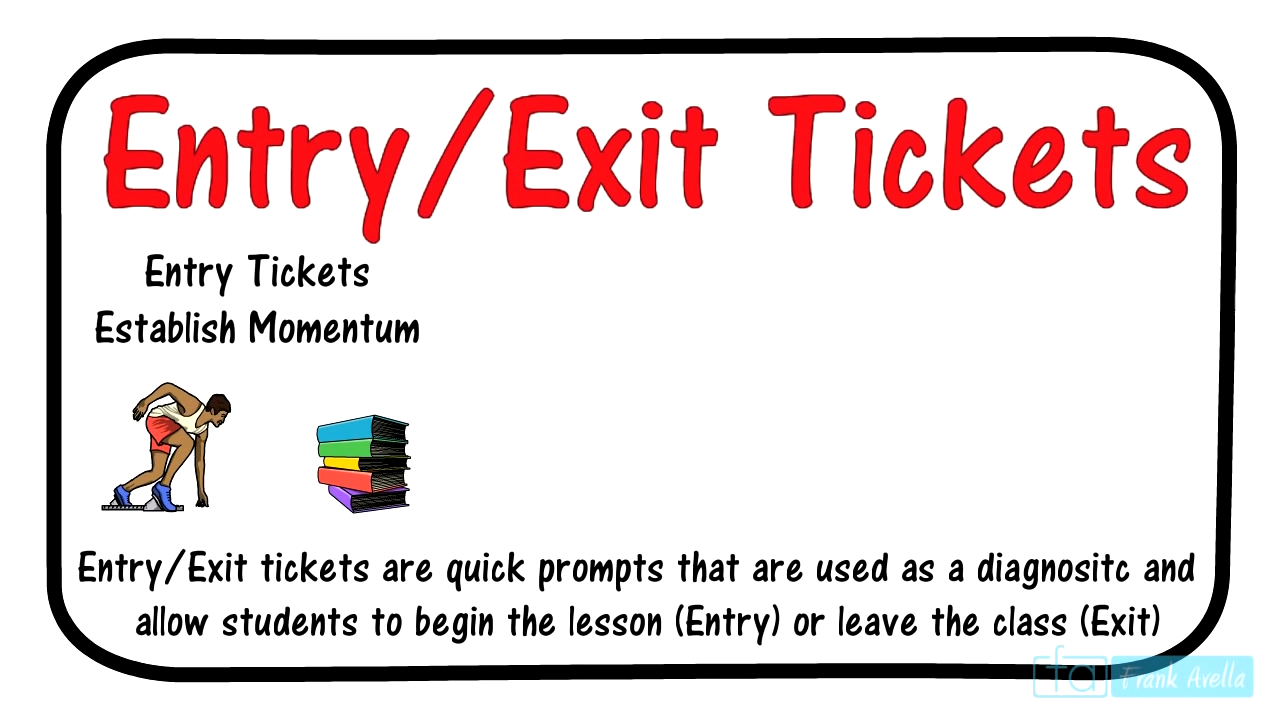 Entry/Exit Tickets
Entry Tickets
Establish Momentum
Entry/Exit tickets are quick prompts that are used as a diagnositc and
allow students to begin the lesson (Entry) or leave the class (Exit)
fa Frank Avella